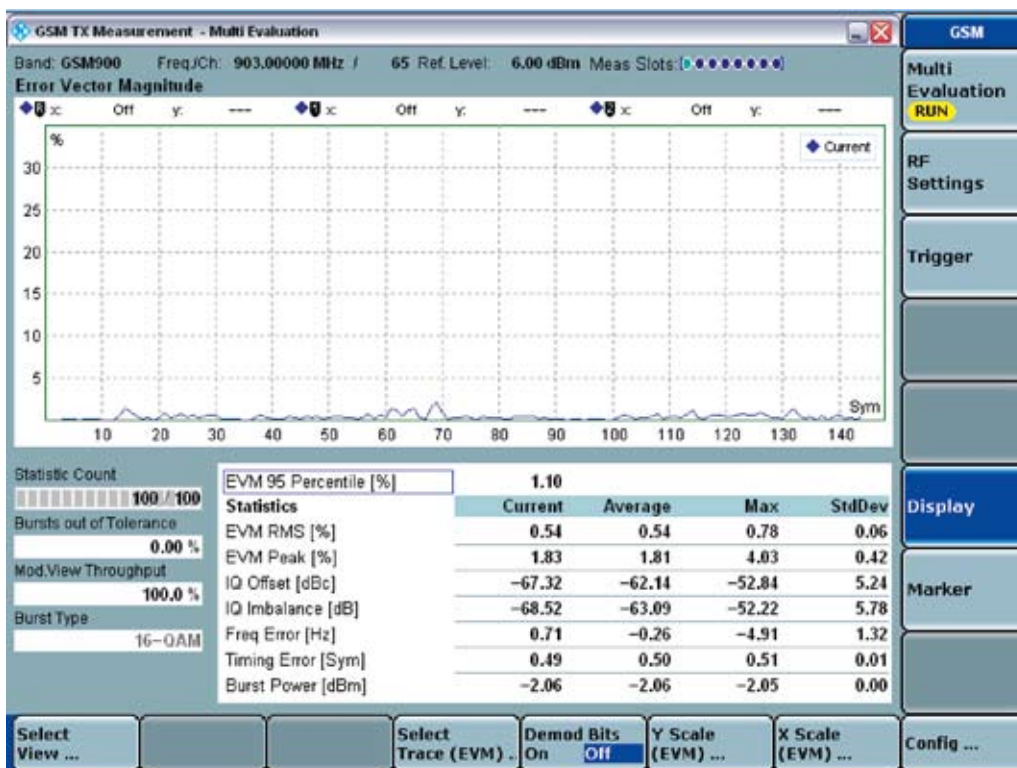 GSM TX Measurement - Multi Evaluation
GSM
Band: GSM900 Freq./Ch: 903.00000 MHz / 65 Ref. Level: 6.00 dBm Meas Slots:
Error Vector Magnitude
x: Off y: --- x: Off y: --- x: Off y: ---
%
Current
30
25
20
15
10
5
Sym
10 20 30 40 50 60 70 80 90 100 110 120 130 140
Statistic Count
100 / 100
Bursts out of Tolerance
0.00 %
Mod.View Throughput
100.0 %
Burst Type
16-QAM
EVM 95 Percentile [%] 1.10
Statistics Current Average Max StdDev
EVM RMS [%] 0.54 0.54 0.78 0.06
EVM Peak [%] 1.83 1.81 4.03 0.42
IQ Offset [dBc] -67.32 -62.14 -52.84 5.24
IQ Imbalance [dB] -68.52 -63.09 -52.22 5.78
Freq Error [Hz] 0.71 -0.26 -4.91 1.32
Timing Error [Sym] 0.49 0.50 0.51 0.01
Burst Power [dBm] -2.06 -2.06 -2.05 0.00
Multi
Evaluation
RUN
RF
Settings
Trigger
Display
Marker
Select
View ...
Select
Trace (EVM) ..
Demod Bits
On Off
Y Scale
(EVM) ...
X Scale
(EVM) ...
Config ...